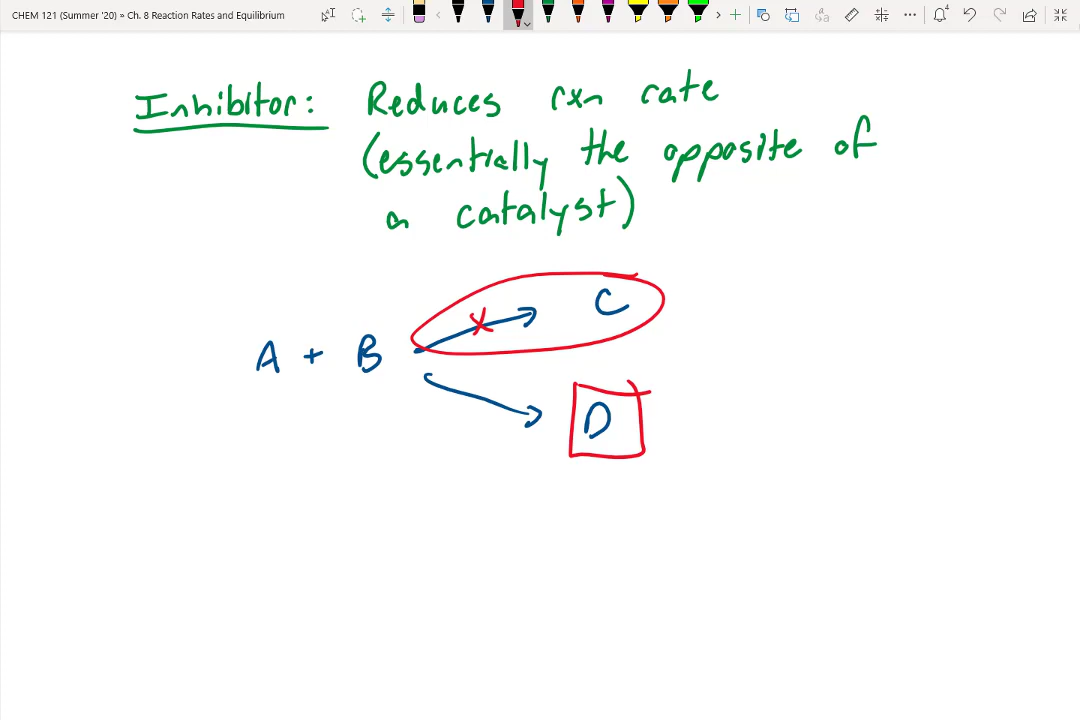 CHEM 121 (Summer '20) » Ch. 8 Reaction Rates and Equilibrium
Inhibitor: Reduces rxn rate
(essentially the opposite of
a catalyst)
C
A + B
D